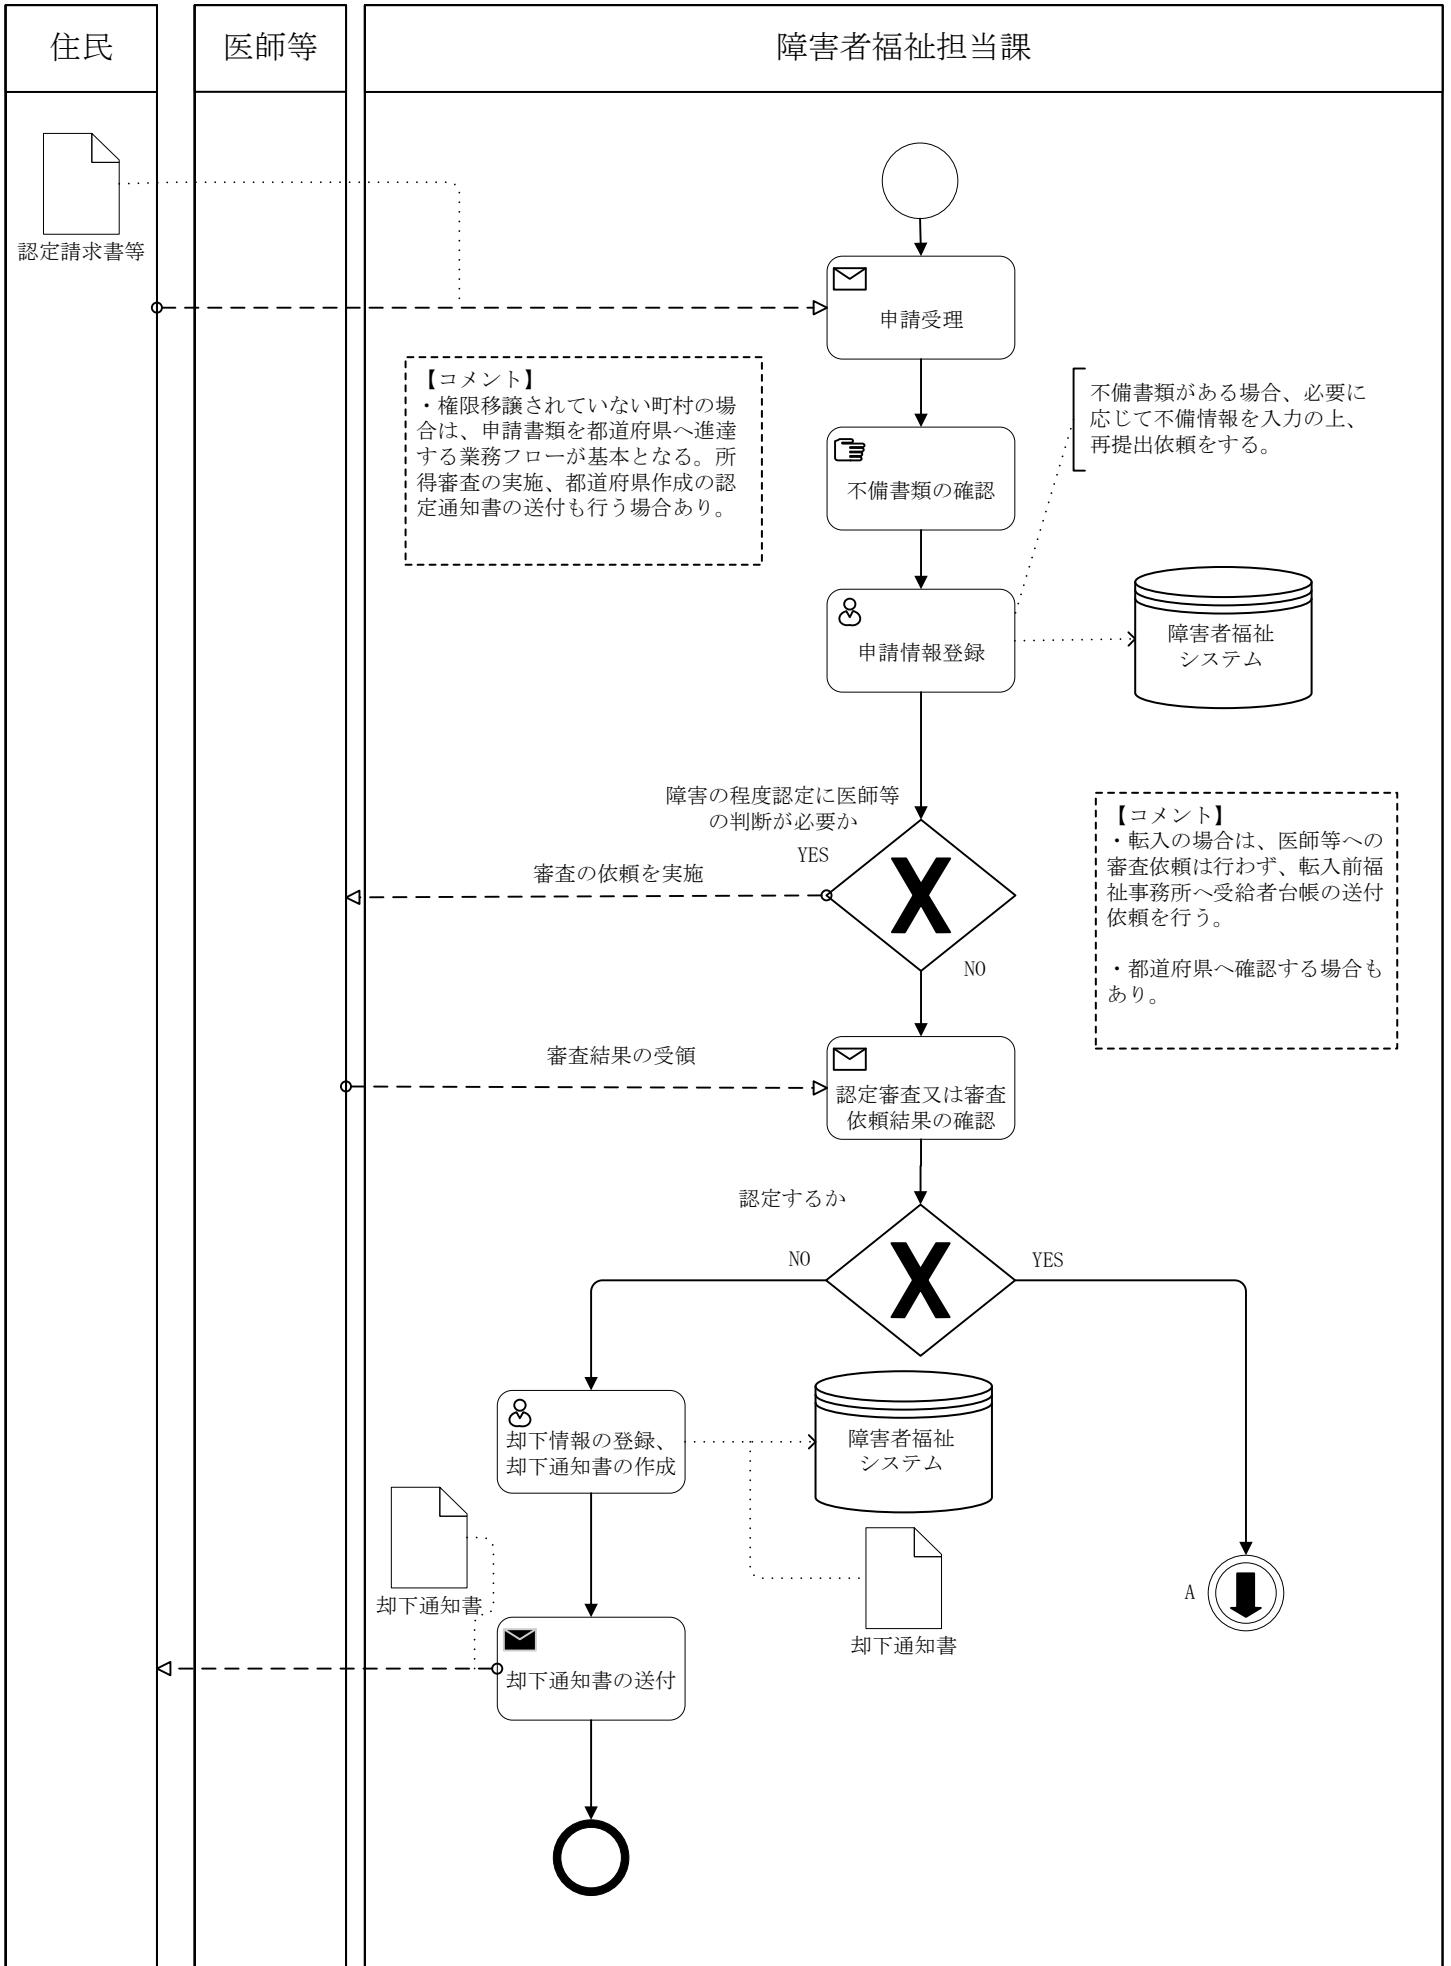 住民
医師等
障害者福祉担当課
認定請求書等
申請受理
【コメント】
・権限移譲されていない町村の場
合は、申請書類を都道府県へ進達
する業務フローが基本となる。所
得審査の実施、都道府県作成の認
定通知書の送付も行う場合あり。
不備書類がある場合、必要に
応じて不備情報を入力の上、
再提出依頼をする。
不備書類の確認
申請情報登録
障害者福祉
システム
障害の程度認定に医師等
の判断が必要か
YES
審査の依頼を実施
NO
【コメント】
・転入の場合は、医師等への
審査依頼は行わず、転入前福
祉事務所へ受給者台帳の送付
依頼を行う。
・都道府県へ確認する場合も
あり。
審査結果の受領
認定審査又は審査
依頼結果の確認
認定するか
NO
YES
却下情報の登録、
却下通知書の作成
障害者福祉
システム
却下通知書
却下通知書
A
却下通知書の送付